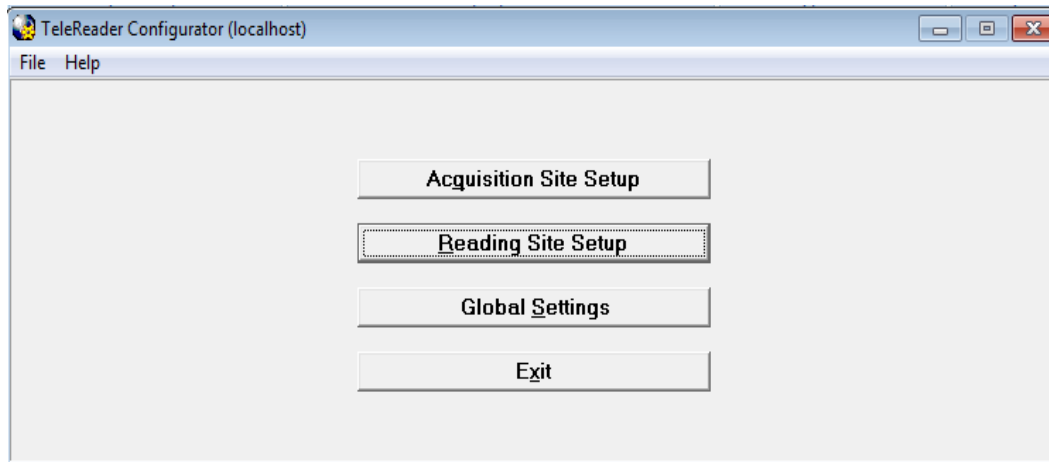 TeleReader Configurator (localhost)
File Help
Acquisition Site Setup
Reading Site Setup
Global Settings
Exit